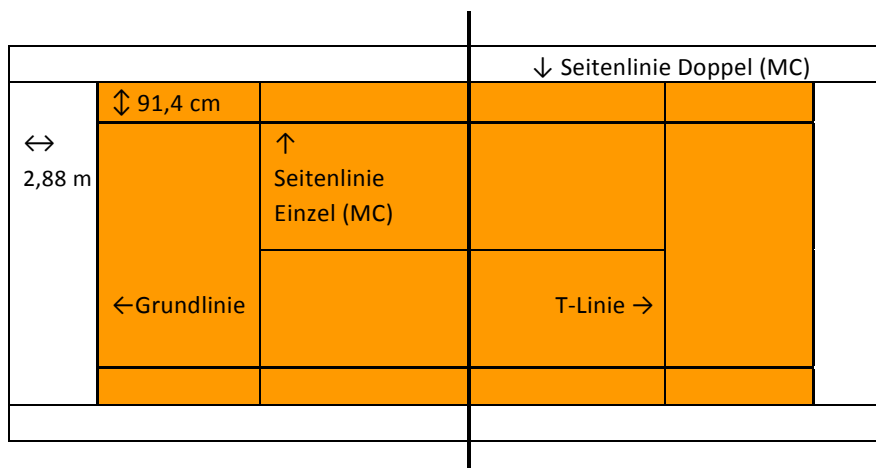 ↓ Seitenlinie Doppel (MC)
↕ 91,4 cm
↔
2,88 m
↑
Seitenlinie
Einzel (MC)
←Grundlinie
T-Linie →